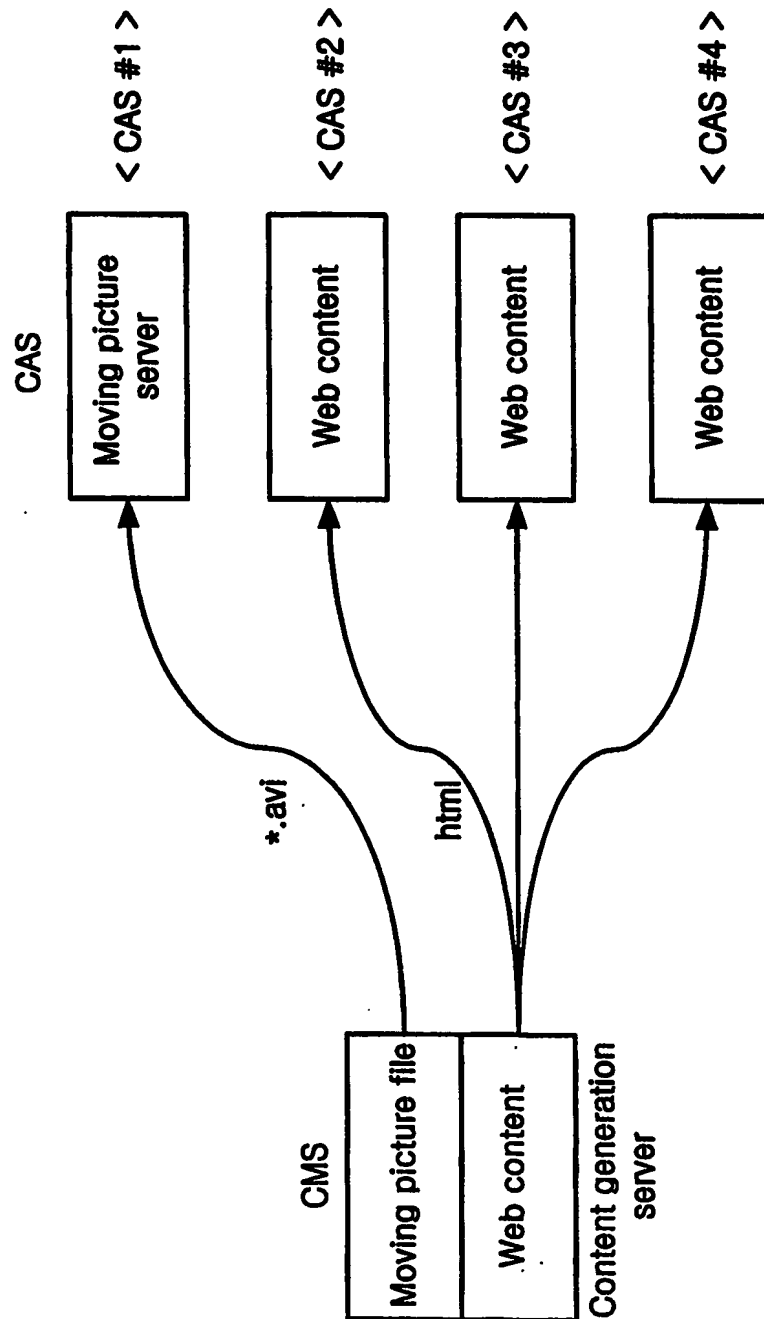 CMS
Moving picture file
Web content
Content generation
server
*.avi
html
CAS
Moving picture
server
< CAS #1 >
Web content
< CAS #2 >
Web content
< CAS #3 >
Web content
< CAS #4 >